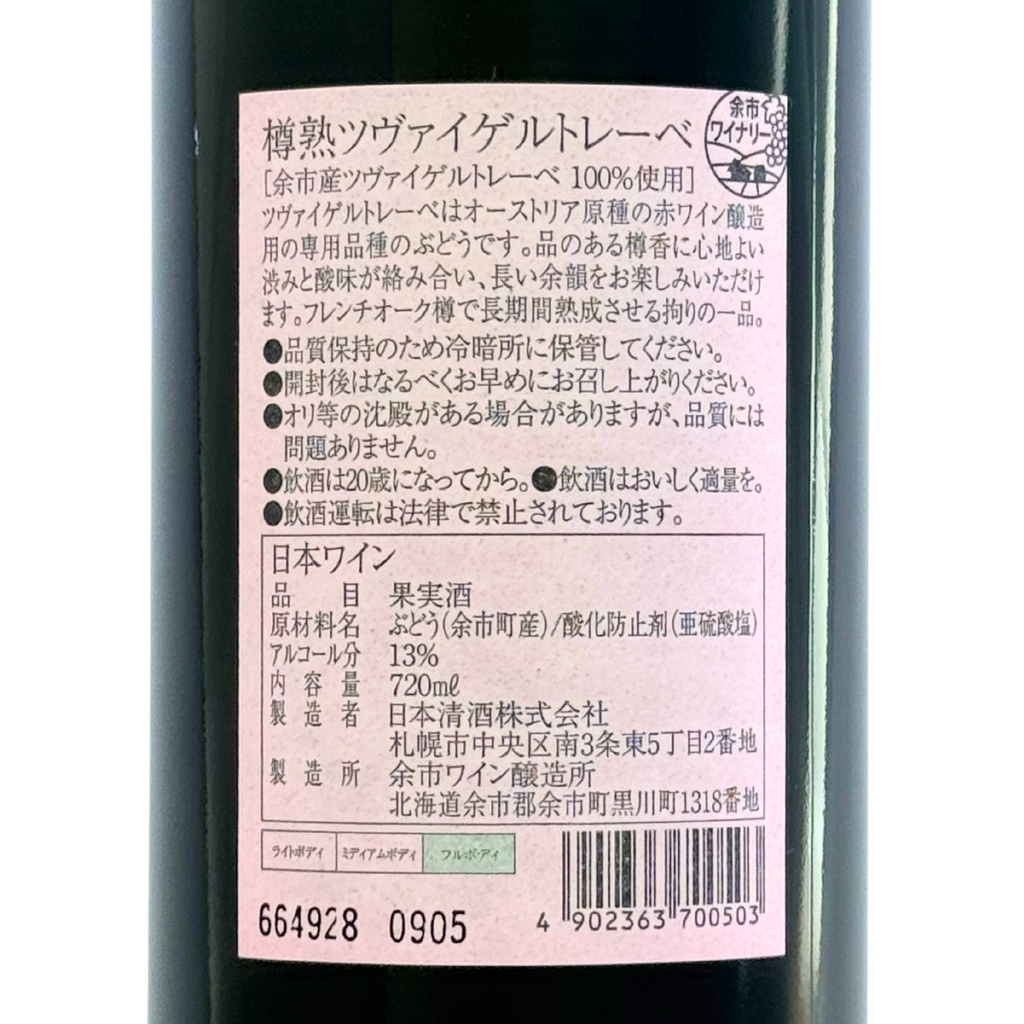 余市
ワイナリー
樽熟ツヴァイゲルトレーベ
[余市産ツヴァイゲルトレーベ 100%使用]
ツヴァイゲルトレーベはオーストリア原種の赤ワイン醸造
用の専用品種のぶどうです。品のある樽香に心地よい
渋みと酸味が絡み合い、長い余韻をお楽しみいただけ
ます。フレンチオーク樽で長期間熟成させる拘りの一品。
●品質保持のため冷暗所に保管してください。
●開封後はなるべくお早めにお召し上がりください。
●オリ等の沈殿がある場合がありますが、品質には
問題ありません。
●飲酒は20歳になってから。●飲酒はおいしく適量を。
●飲酒運転は法律で禁止されております。
日本ワイン
品目 果実酒
原材料名 ぶどう(余市町産)/酸化防止剤(亜硫酸塩)
アルコール分 13%
内容量 720mℓ
製造者 日本清酒株式会社
札幌市中央区南3条東5丁目2番地
製造所 余市ワイン醸造所
北海道余市郡余市町黒川町1318番地
ライトボディ ミディアムボディ フルボディ
664928 0905
4 902363 700503